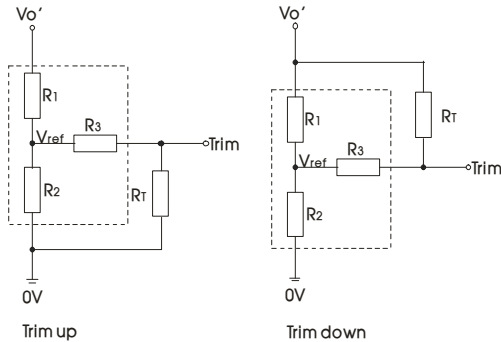 Vo'
R1
Vref
R3
Trim
R2
RT
0V
Trim up
Vo'
R1
RT
Vref
R3
Trim
R2
0V
Trim down